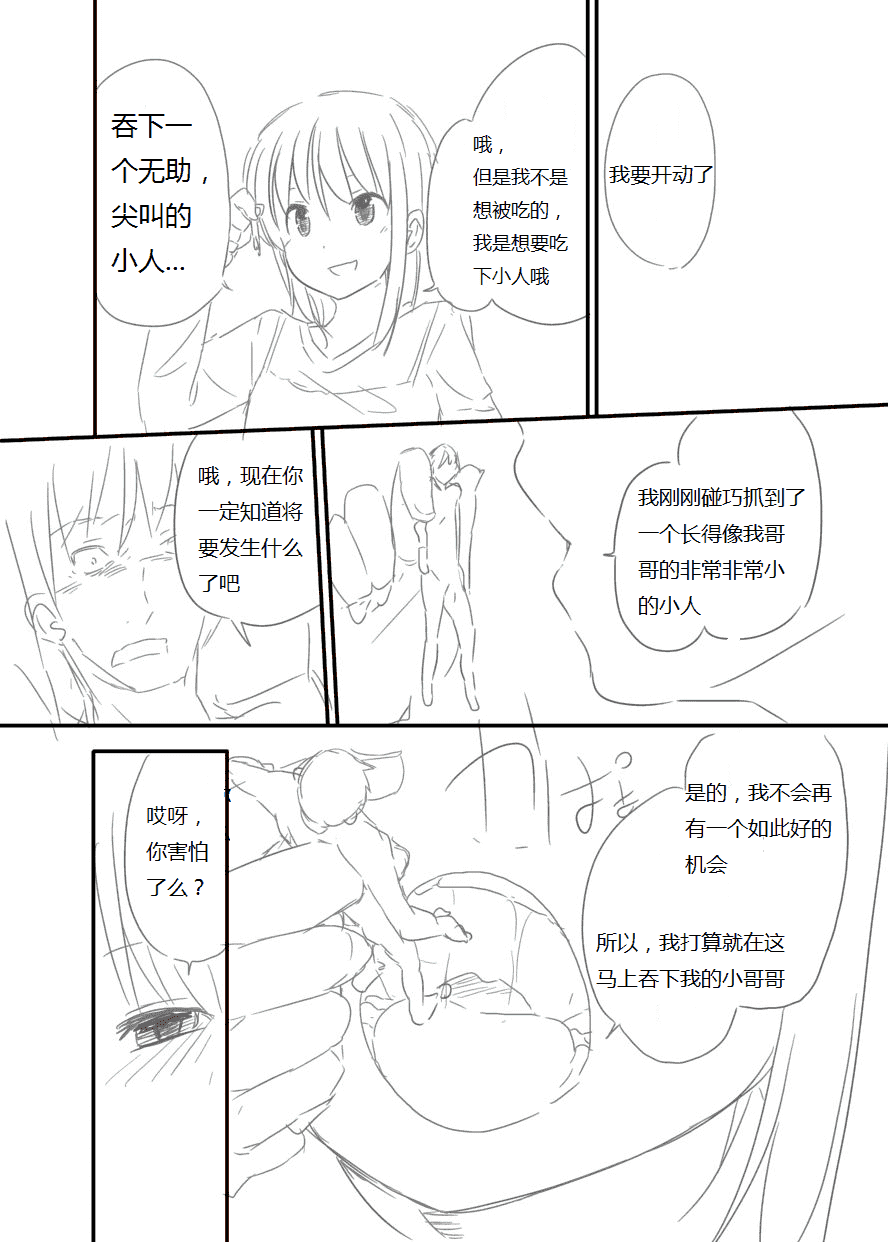 我要开动了
哦，
但是我不是
想被吃的，
我是想要吃
下小人哦
吞下一
个无助，
尖叫的
小人...
我刚刚碰巧抓到了
一个长得像我哥
哥的非常非常小
的小人
哦，现在你
一定知道将
要发生什么
了吧
是的，我不会再
有一个如此好的
机会
所以，我打算就在这
马上吞下我的小哥哥
哎呀，
你害怕
了么？